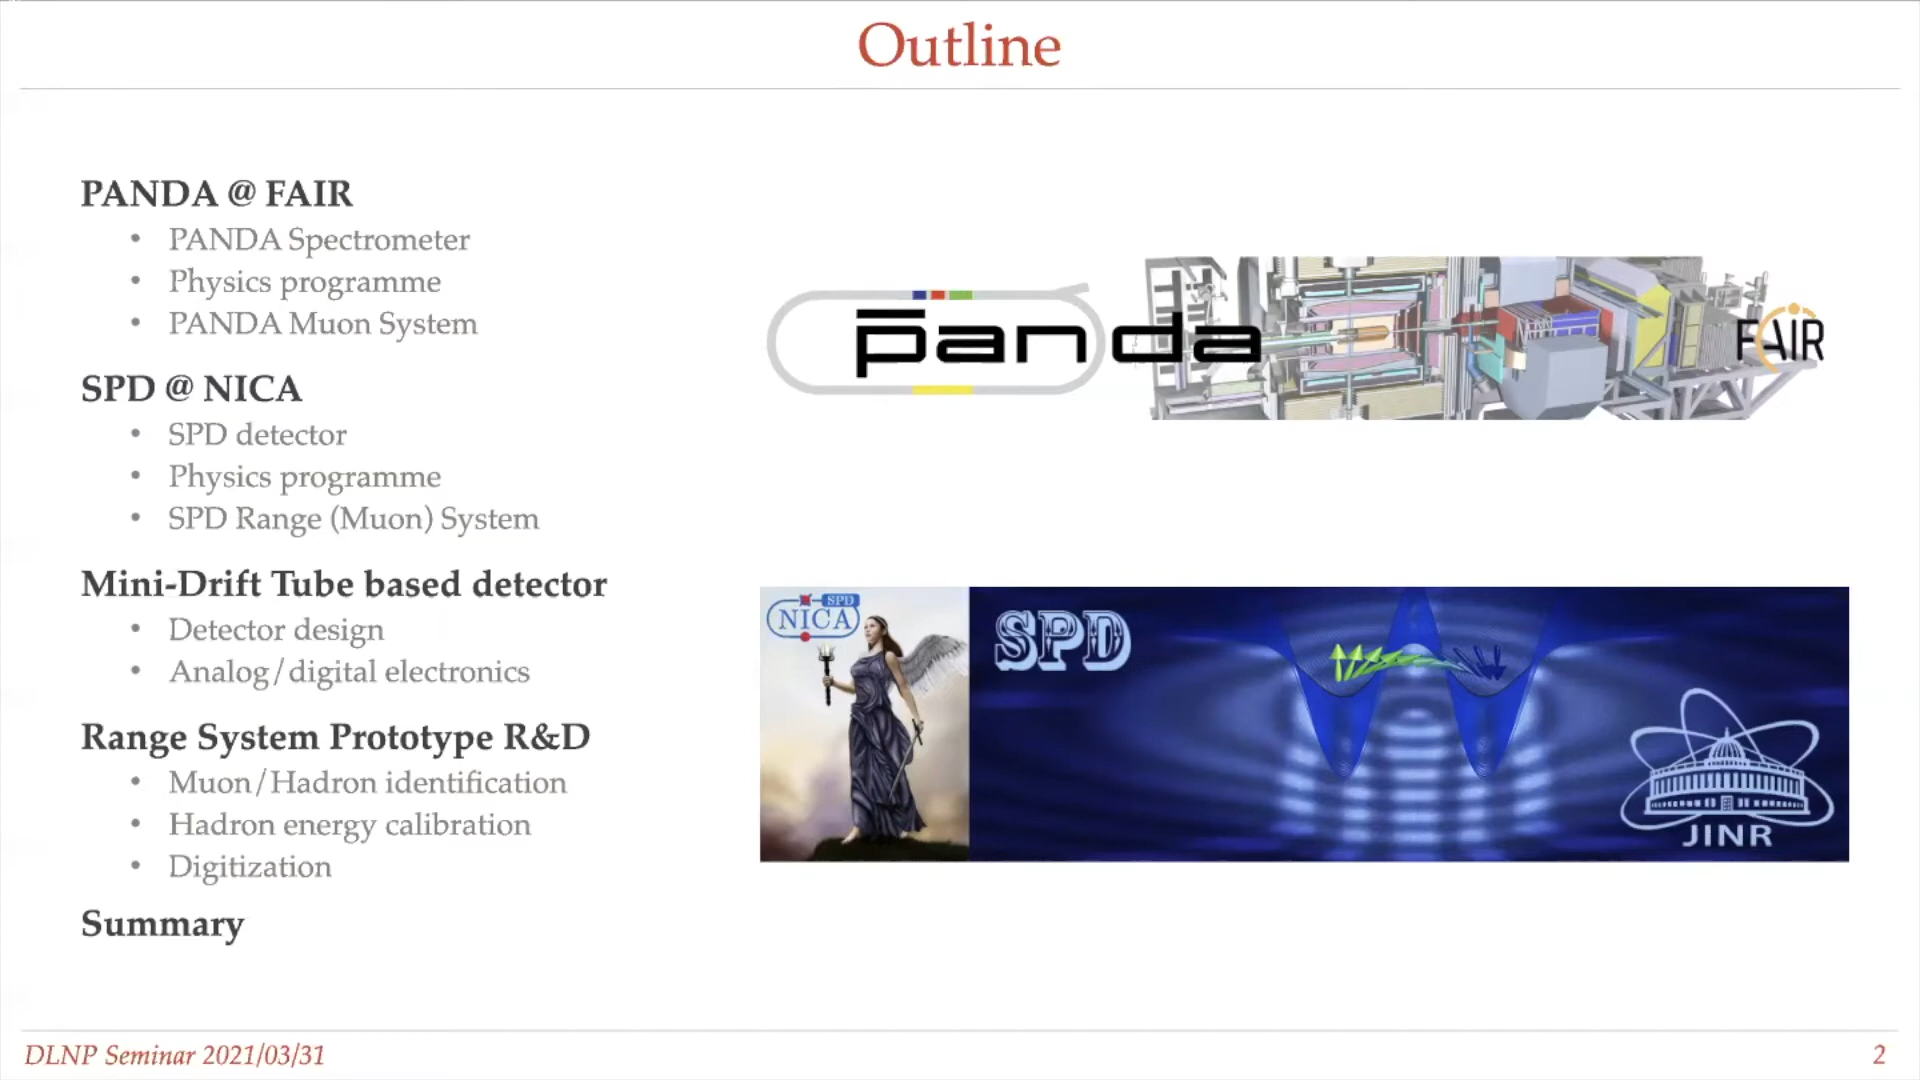 Outline
PANDA @ FAIR
• PANDA Spectrometer
• Physics programme
• PANDA Muon System
SPD @ NICA
• SPD detector
• Physics programme
• SPD Range (Muon) System
Mini-Drift Tube based detector
• Detector design
• Analog/digital electronics
Range System Prototype R&D
• Muon/Hadron identification
• Hadron energy calibration
• Digitization
Summary
p̅anda
FAIR
SPD
NICA
SPD
JINR
DLNP Seminar 2021/03/31
2